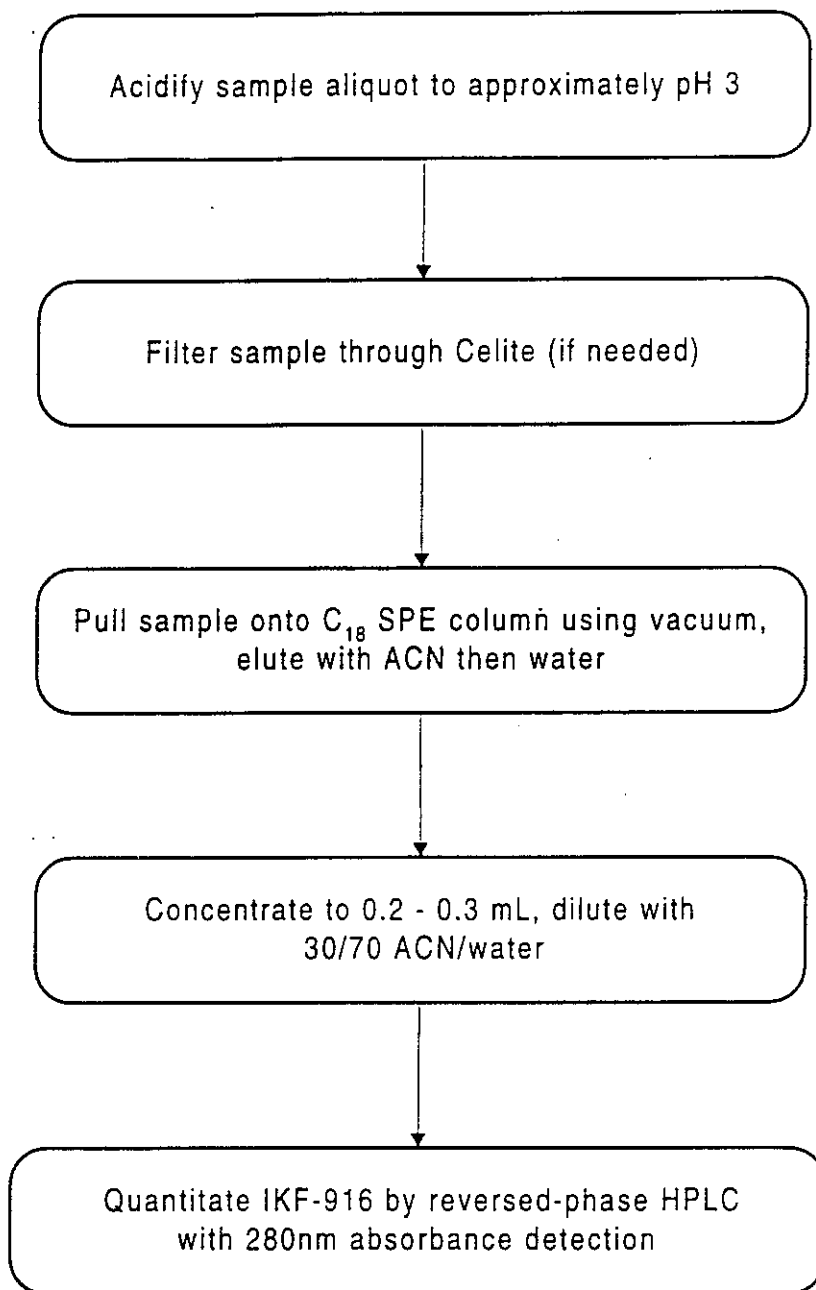 Acidify sample aliquot to approximately pH 3
Filter sample through Celite (if needed)
Pull sample onto C₁₈ SPE column using vacuum,
elute with ACN then water
Concentrate to 0.2 - 0.3 mL, dilute with
30/70 ACN/water
Quantitate IKF-916 by reversed-phase HPLC
with 280nm absorbance detection